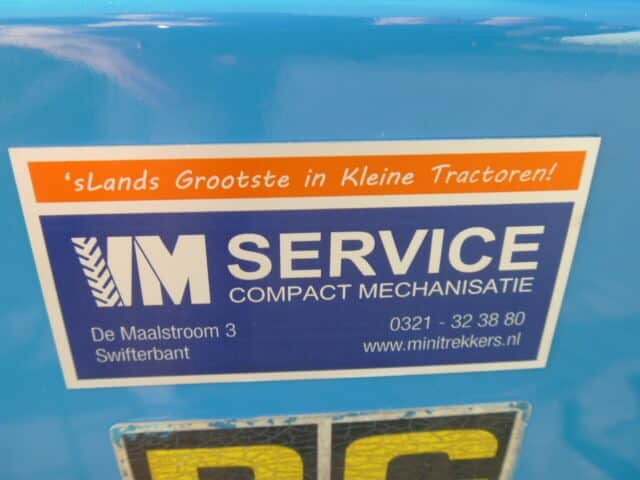 'sLands Grootste in Kleine Tractoren!
VIM SERVICE
COMPACT MECHANISATIE
De Maalstroom 3
Swifterbant
0321 - 32 38 80
www.minitrekkers.nl